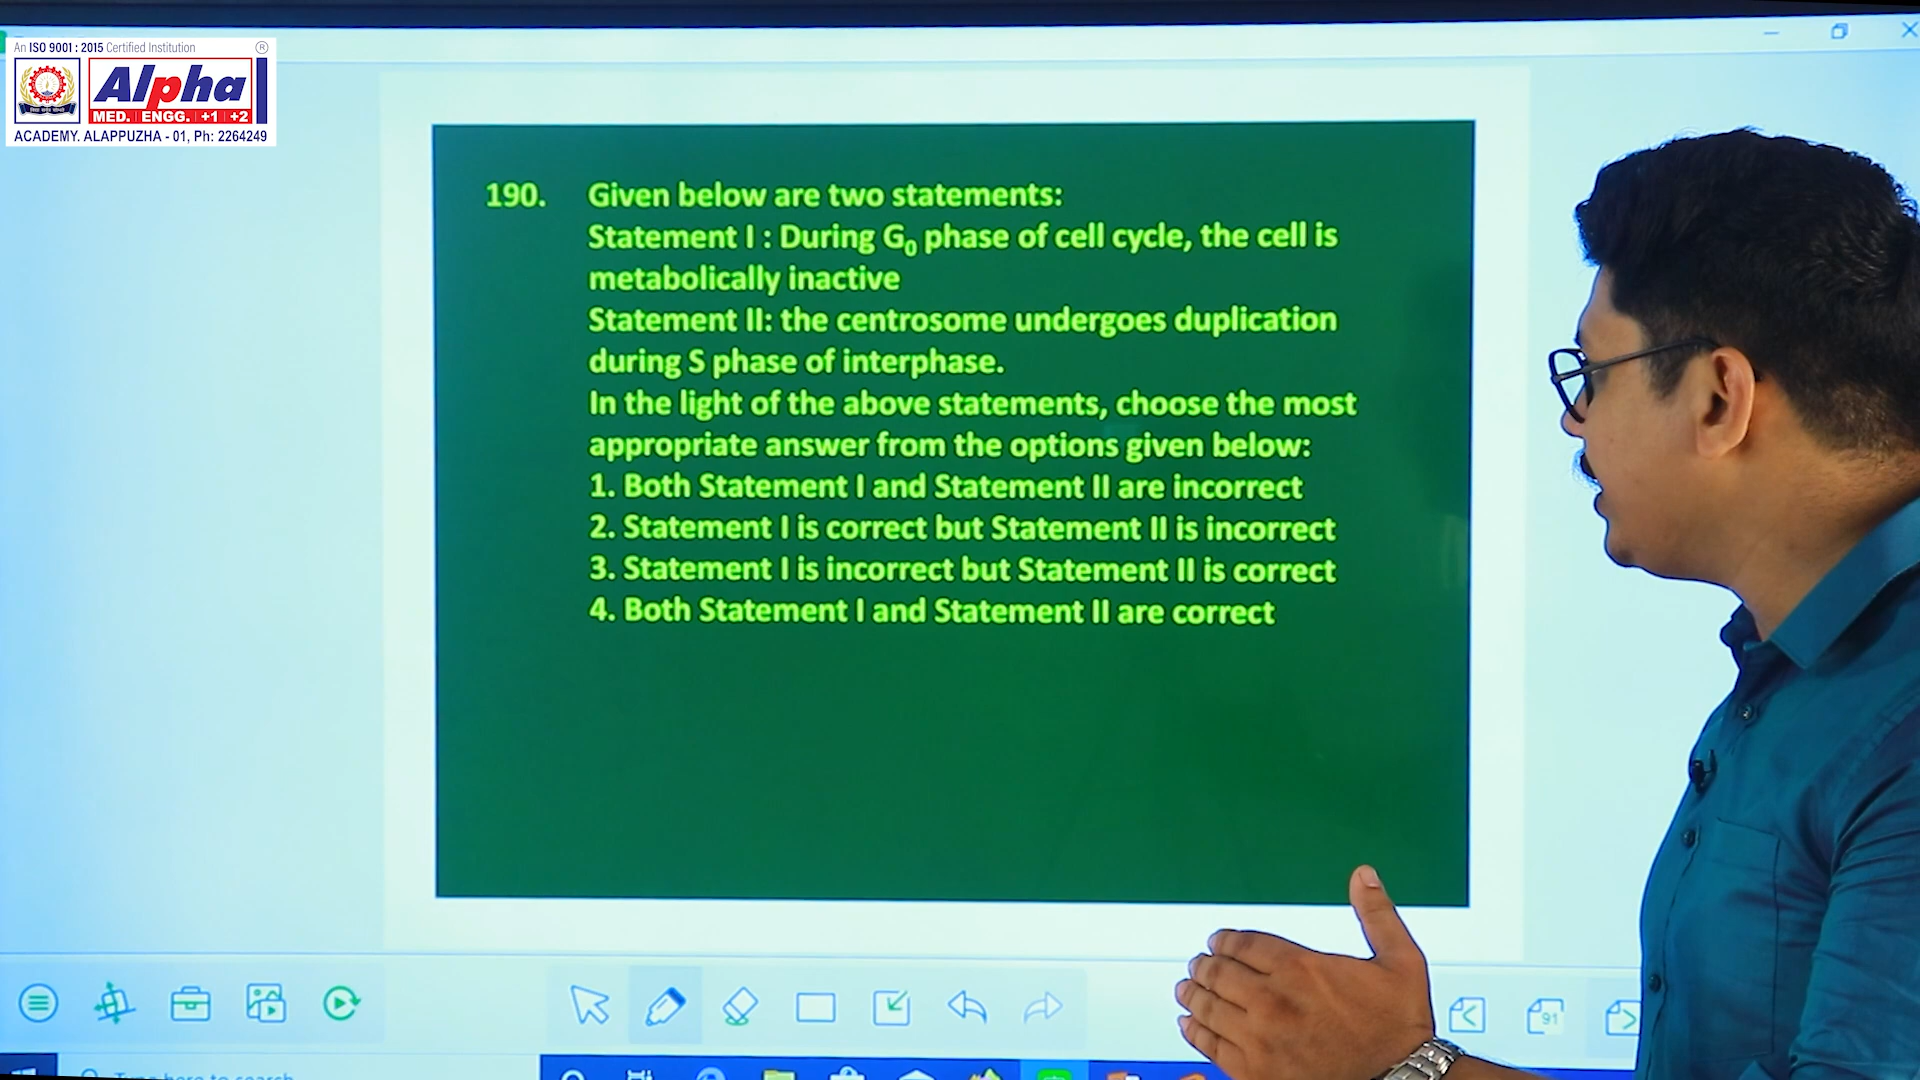 An ISO 9001 : 2015 Certified Institution ®
Alpha
MED. ENGG. +1 +2
ACADEMY. ALAPPUZHA - 01, Ph: 2264249
190. Given below are two statements:
Statement I : During G₀ phase of cell cycle, the cell is
metabolically inactive
Statement II: the centrosome undergoes duplication
during S phase of interphase.
In the light of the above statements, choose the most
appropriate answer from the options given below:
1. Both Statement I and Statement II are incorrect
2. Statement I is correct but Statement II is incorrect
3. Statement I is incorrect but Statement II is correct
4. Both Statement I and Statement II are correct
91
Type here to search